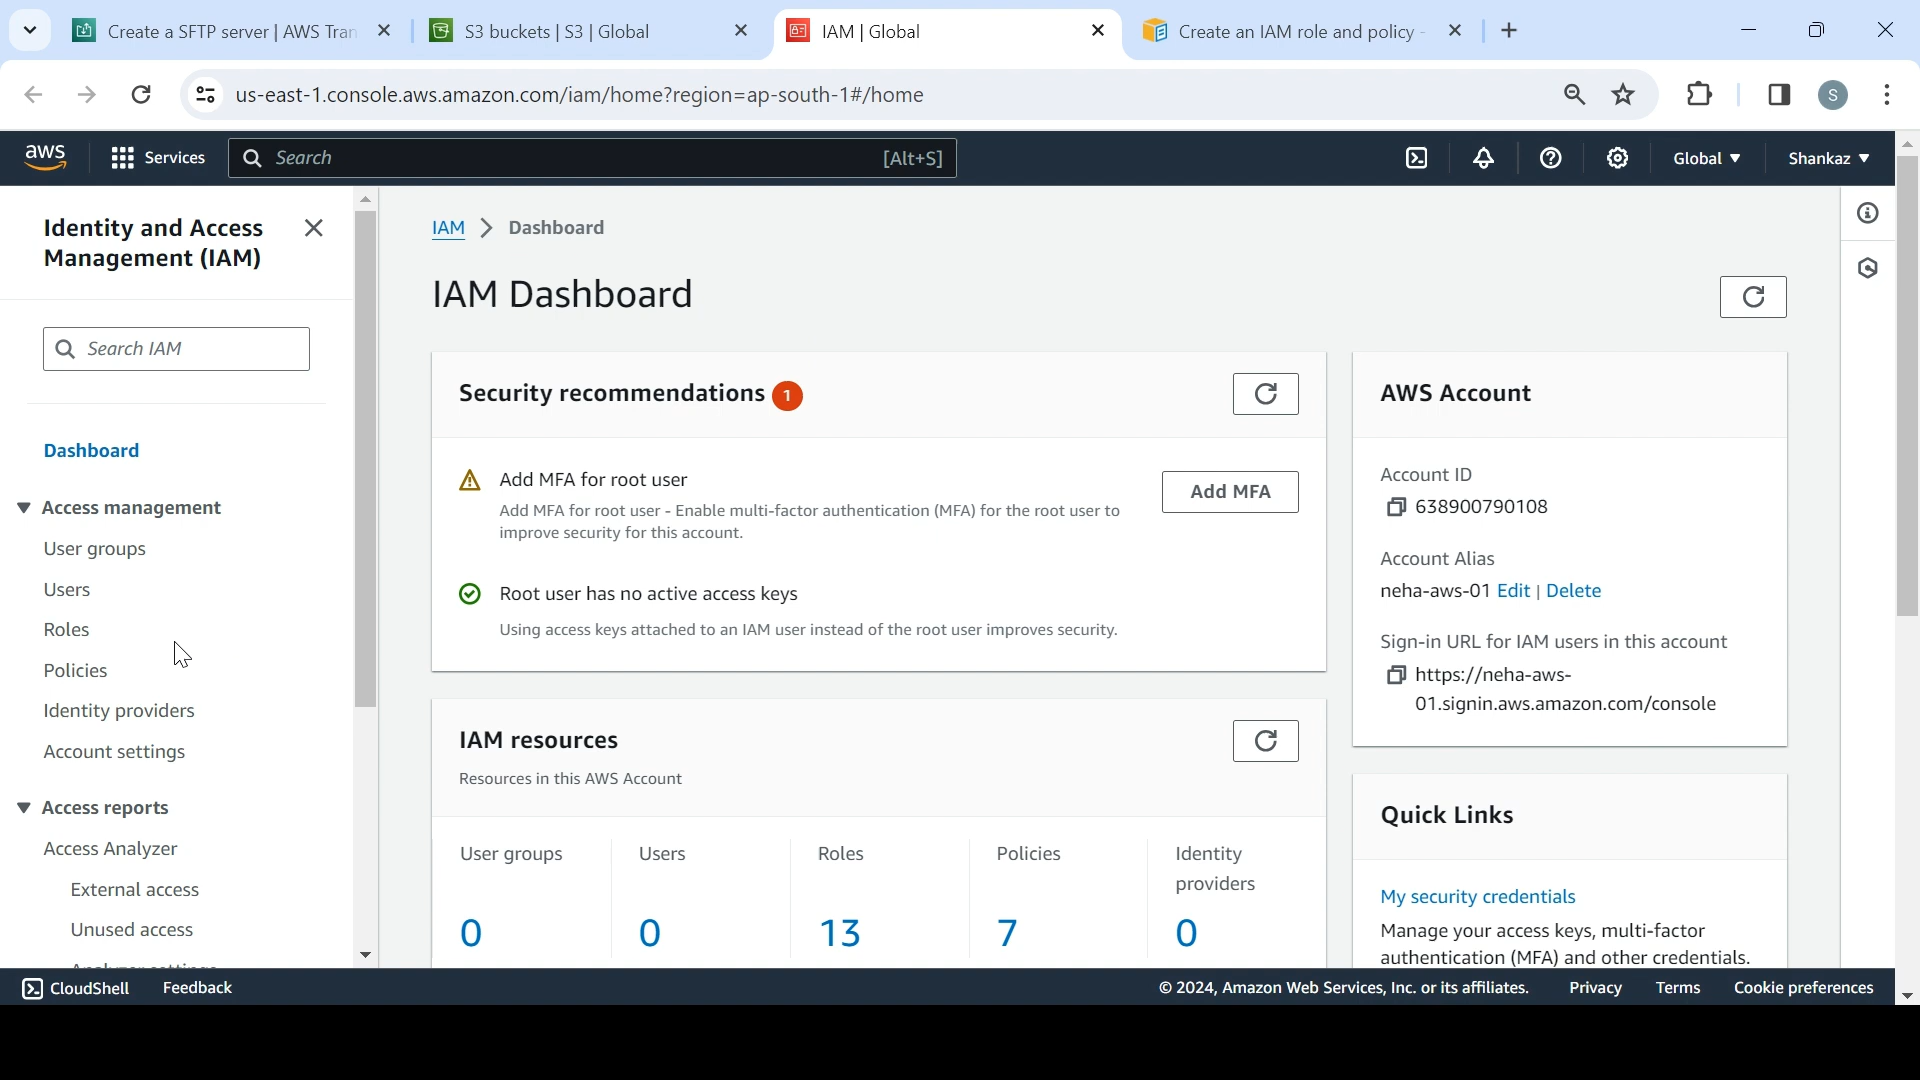 Create a SFTP server | AWS Tran
S3 buckets | S3 | Global
IAM | Global
Create an IAM role and policy -
us-east-1.console.aws.amazon.com/iam/home?region=ap-south-1#/home
S
aws
Services
Search
[Alt+S]
Global
Shankaz
Identity and Access
Management (IAM)
Search IAM
Dashboard
Access management
User groups
Users
Roles
Policies
Identity providers
Account settings
Access reports
Access Analyzer
External access
Unused access
IAM > Dashboard
IAM Dashboard
Security recommendations 1
Add MFA for root user
Add MFA for root user - Enable multi-factor authentication (MFA) for the root user to
improve security for this account.
Add MFA
Root user has no active access keys
Using access keys attached to an IAM user instead of the root user improves security.
IAM resources
Resources in this AWS Account
User groups
Users
Roles
Policies
Identity
providers
0
0
13
7
0
AWS Account
Account ID
638900790108
Account Alias
neha-aws-01 Edit | Delete
Sign-in URL for IAM users in this account
https://neha-aws-
01.signin.aws.amazon.com/console
Quick Links
My security credentials
Manage your access keys, multi-factor
authentication (MFA) and other credentials.
CloudShell
Feedback
© 2024, Amazon Web Services, Inc. or its affiliates.
Privacy
Terms
Cookie preferences